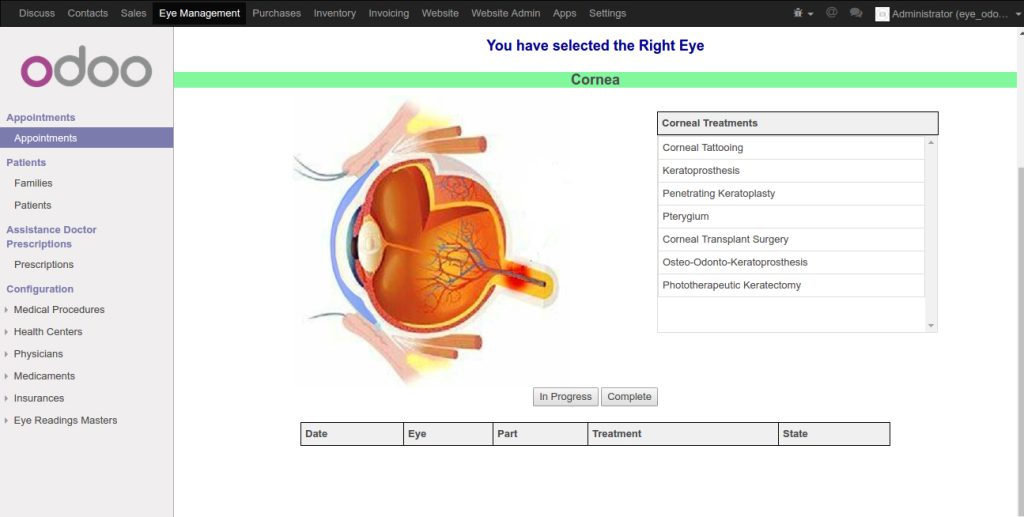 Discuss Contacts Sales Eye Management Purchases Inventory Invoicing Website Website Admin Apps Settings @ Administrator (eye_odo...
odoo
Appointments
Appointments
Patients
Families
Patients
Assistance Doctor
Prescriptions
Prescriptions
Configuration
Medical Procedures
Health Centers
Physicians
Medicaments
Insurances
Eye Readings Masters
You have selected the Right Eye
Cornea
Corneal Treatments
Corneal Tattooing
Keratoprosthesis
Penetrating Keratoplasty
Pterygium
Corneal Transplant Surgery
Osteo-Odonto-Keratoprosthesis
Phototherapeutic Keratectomy
In Progress Complete
Date Eye Part Treatment State